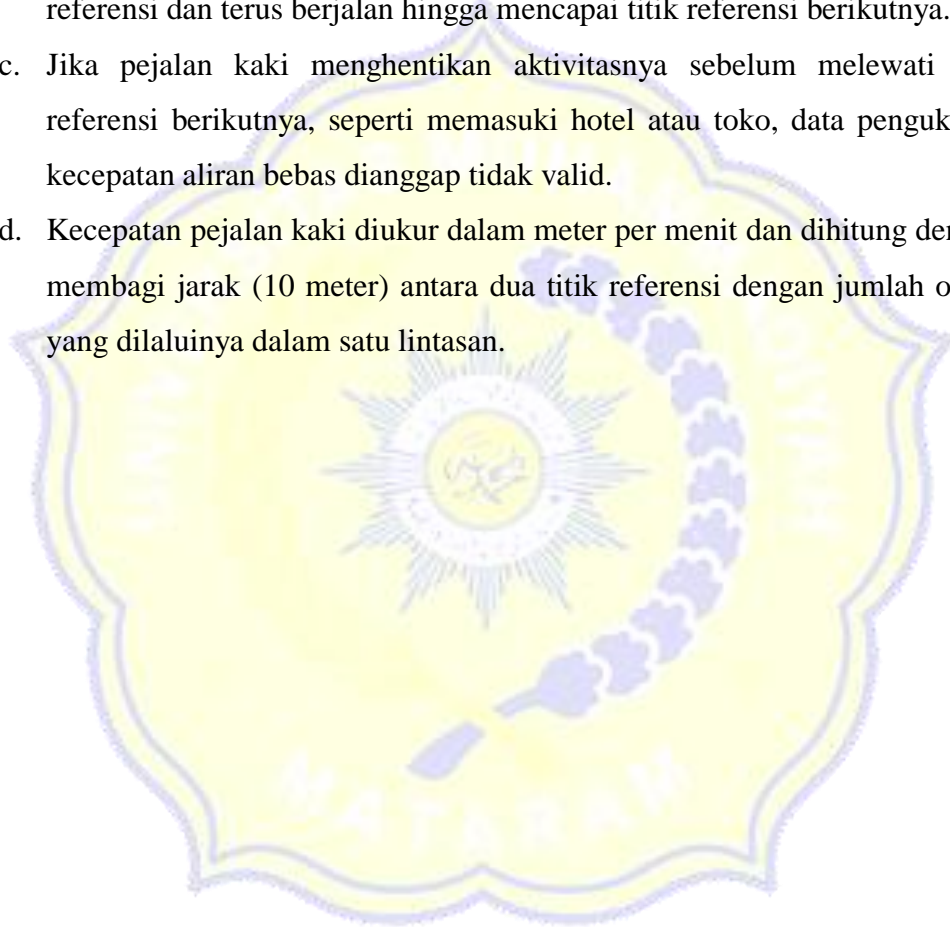 referensi dan terus berjalan hingga mencapai titik referensi berikutnya.
c. Jika pejalan kaki menghentikan aktivitasnya sebelum melewati
referensi berikutnya, seperti memasuki hotel atau toko, data
kecepatan aliran bebas dianggap tidak valid.
d. Kecepatan pejalan kaki diukur dalam meter per menit dan dihitung
membagi jarak (10 meter) antara dua titik referensi dengan jumlah
yang dilaluinya dalam satu lintasan.
MATARAM